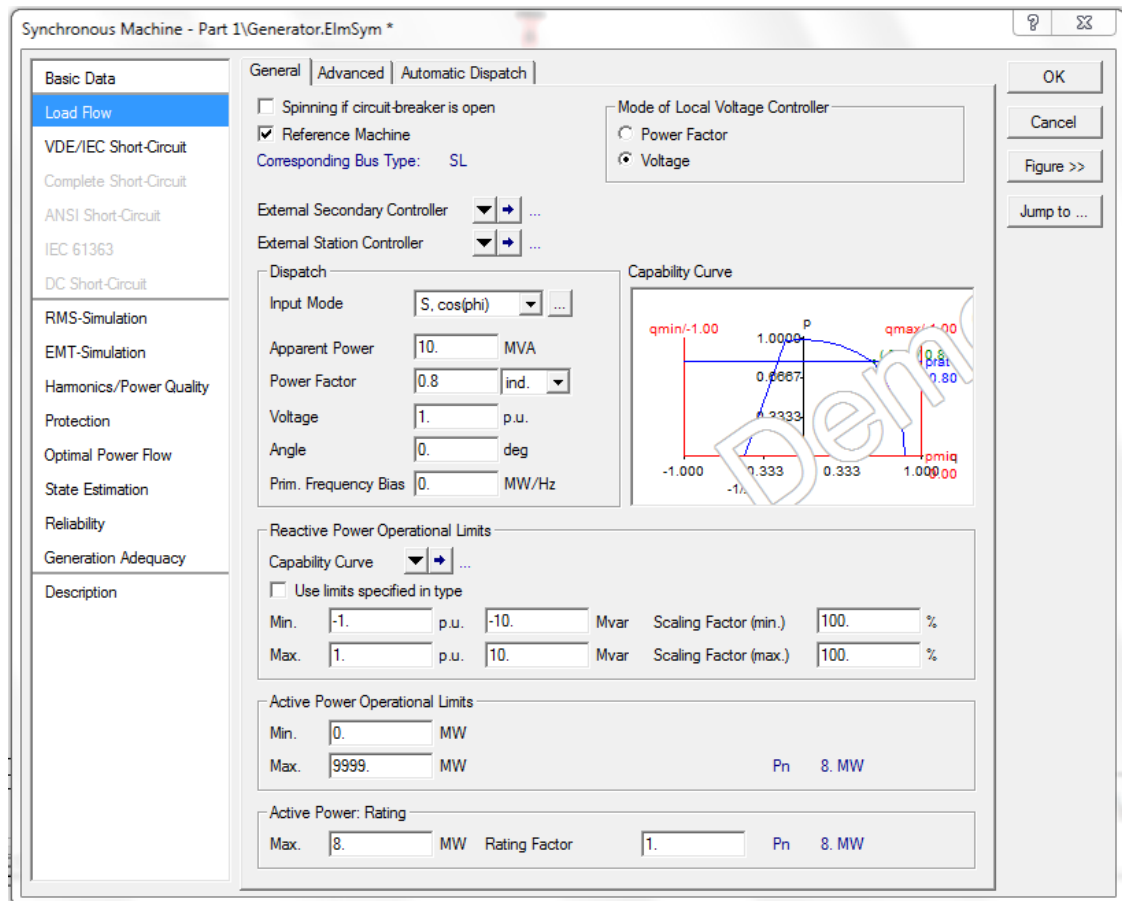 Synchronous Machine - Part 1\Generator.ElmSym *
Basic Data
Load Flow
VDE/IEC Short-Circuit
Complete Short-Circuit
ANSI Short-Circuit
IEC 61363
DC Short-Circuit
RMS-Simulation
EMT-Simulation
Harmonics/Power Quality
Protection
Optimal Power Flow
State Estimation
Reliability
Generation Adequacy
Description
General Advanced Automatic Dispatch
Spinning if circuit-breaker is open
Reference Machine
Corresponding Bus Type: SL
Mode of Local Voltage Controller
Power Factor
Voltage
External Secondary Controller ...
External Station Controller ...
Dispatch
Input Mode S, cos(phi) ...
Apparent Power 10. MVA
Power Factor 0.8 ind.
Voltage 1. p.u.
Angle 0. deg
Prim. Frequency Bias 0. MW/Hz
Capability Curve
qmin/-1.00 p qmax/ 1.00
1.0000
prat
0.6667 0.80
0.3333
pmiq
-1.000 0.333 0.333 1.000 0.00
Demo
Reactive Power Operational Limits
Capability Curve ...
Use limits specified in type
Min. -1. p.u. -10. Mvar Scaling Factor (min.) 100. %
Max. 1. p.u. 10. Mvar Scaling Factor (max.) 100. %
Active Power Operational Limits
Min. 0. MW
Max. 9999. MW Pn 8. MW
Active Power: Rating
Max. 8. MW Rating Factor 1. Pn 8. MW
OK
Cancel
Figure >>
Jump to ...